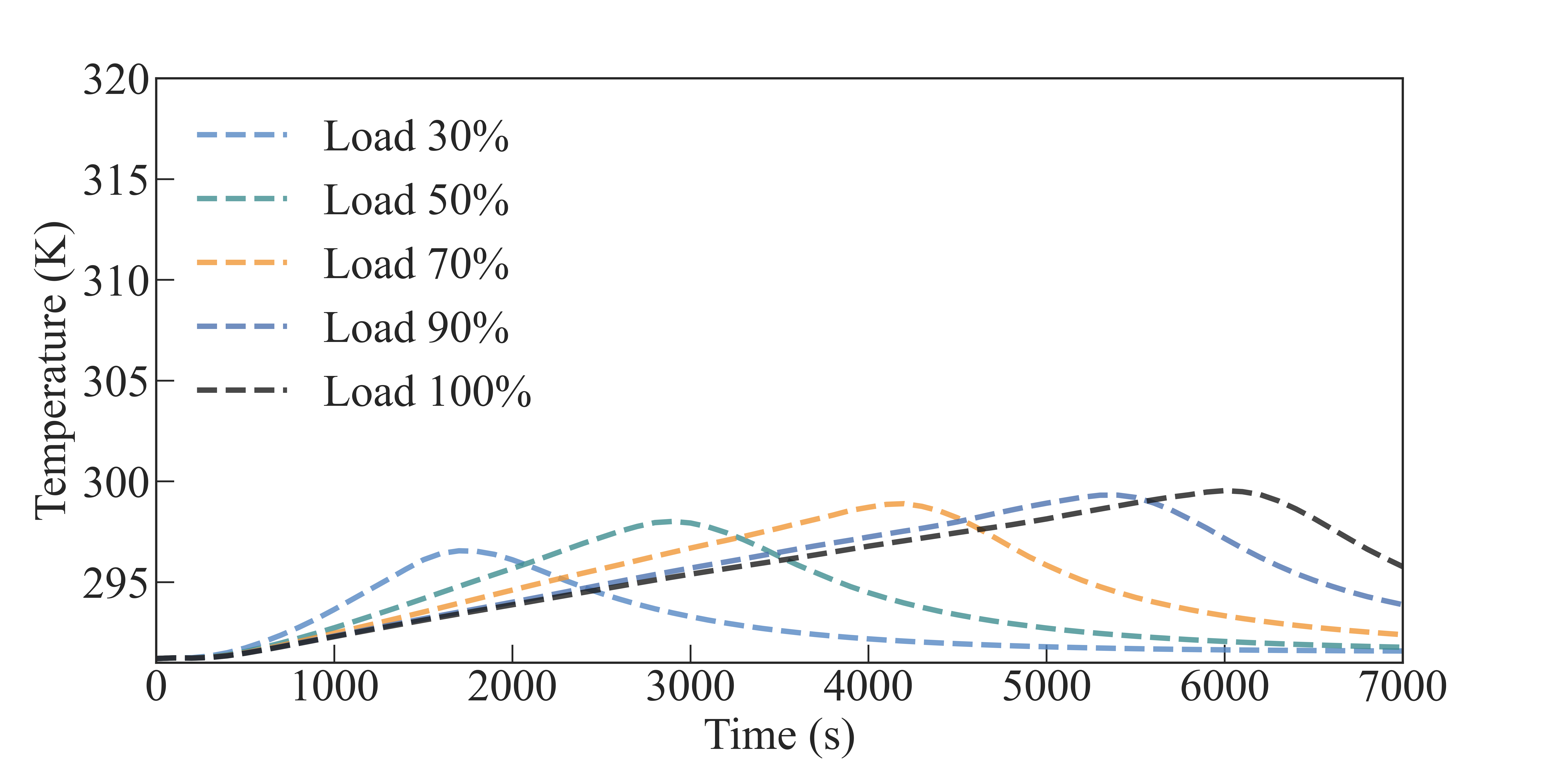 320
315
310
305
300
295
Temperature (K)
Load 30%
Load 50%
Load 70%
Load 90%
Load 100%
0 1000 2000 3000 4000 5000 6000 7000
Time (s)